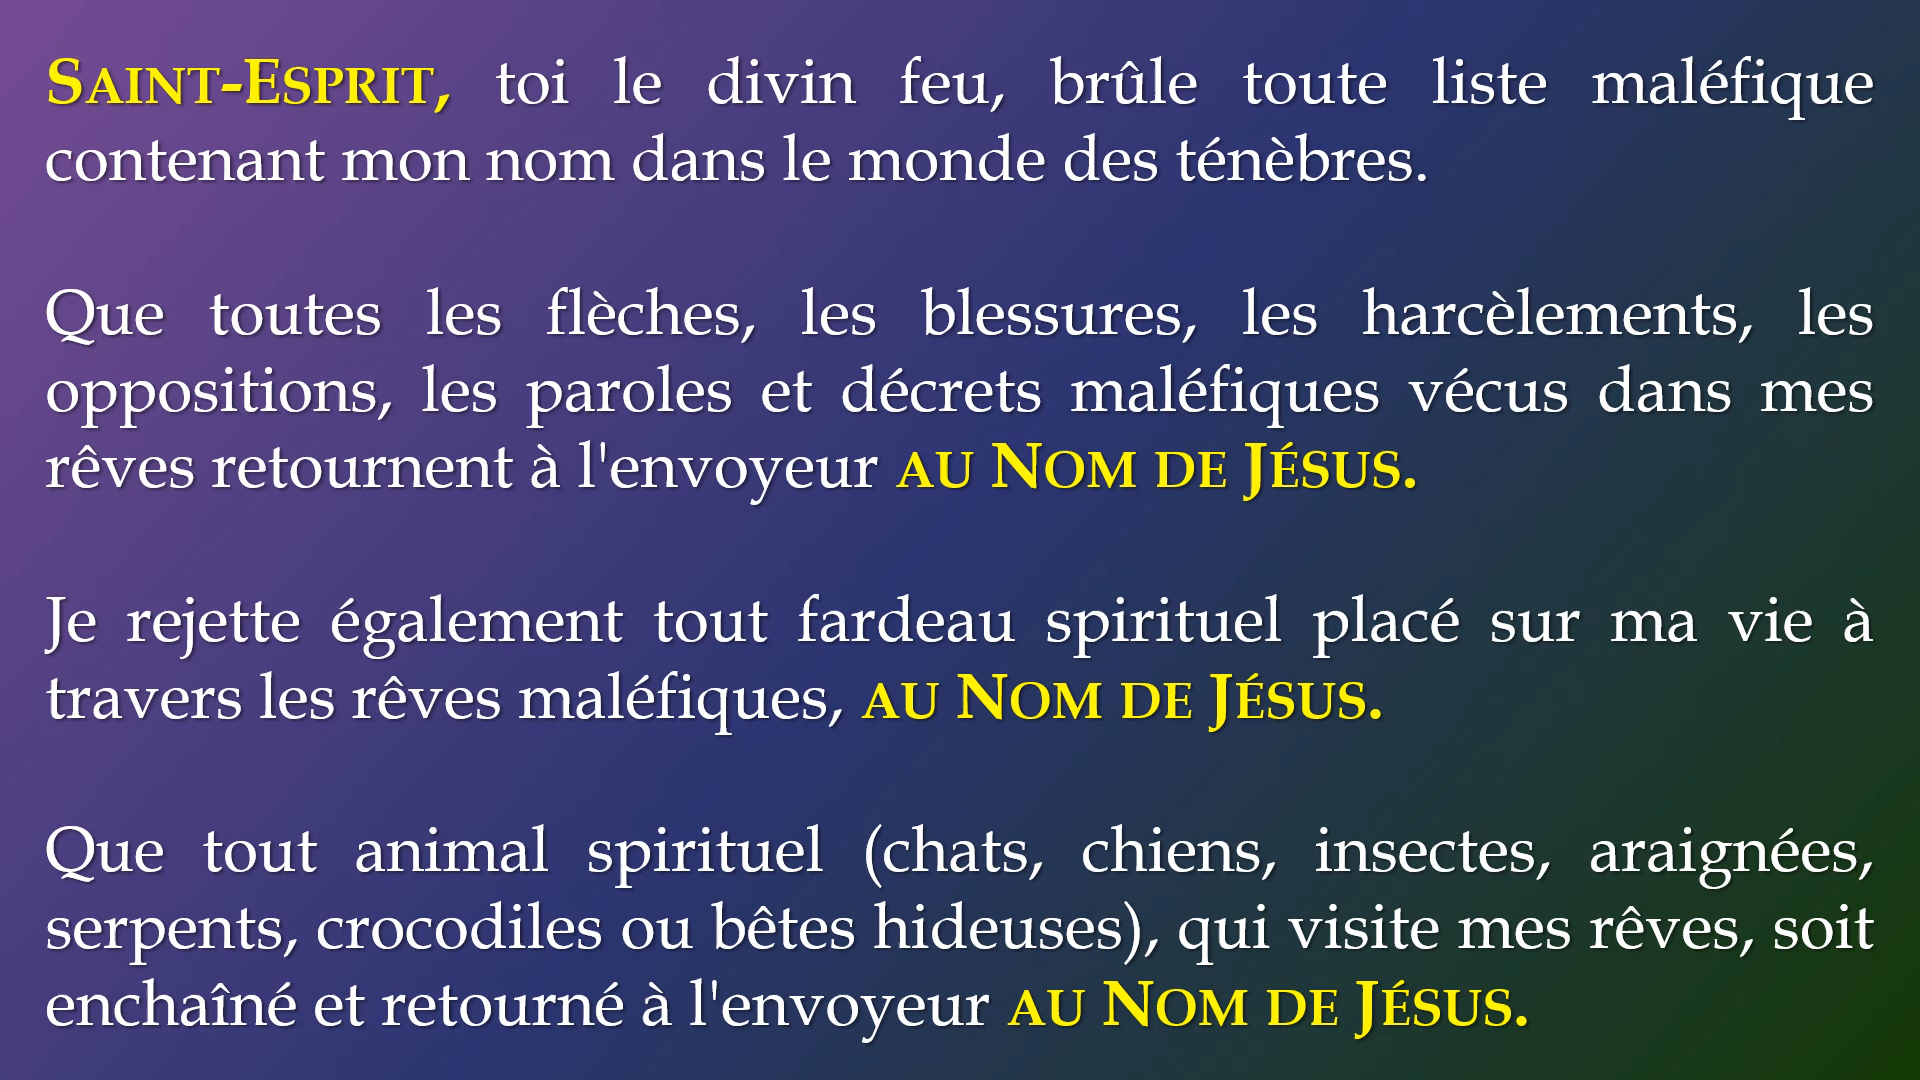 SAINT-ESPRIT, toi le divin feu, brûle toute liste maléfique
contenant mon nom dans le monde des ténèbres.
Que toutes les flèches, les blessures, les harcèlements, les
oppositions, les paroles et décrets maléfiques vécus dans mes
rêves retournent à l'envoyeur AU NOM DE JÉSUS.
Je rejette également tout fardeau spirituel placé sur ma vie à
travers les rêves maléfiques, AU NOM DE JÉSUS.
Que tout animal spirituel (chats, chiens, insectes, araignées,
serpents, crocodiles ou bêtes hideuses), qui visite mes rêves, soit
enchaîné et retourné à l'envoyeur AU NOM DE JÉSUS.